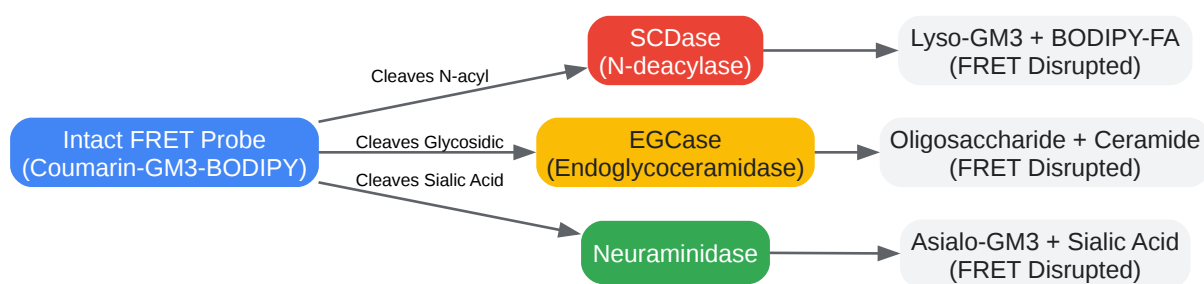 Intact FRET Probe
(Coumarin-GM3-BODIPY)
Cleaves N-acyl
Cleaves Glycosidic
Cleaves Sialic Acid
SCDase
(N-deacylase)
Lyso-GM3 + BODIPY-FA
(FRET Disrupted)
EGCase
(Endoglycoceramidase)
Oligosaccharide + Ceramide
(FRET Disrupted)
Neuraminidase
Asialo-GM3 + Sialic Acid
(FRET Disrupted)